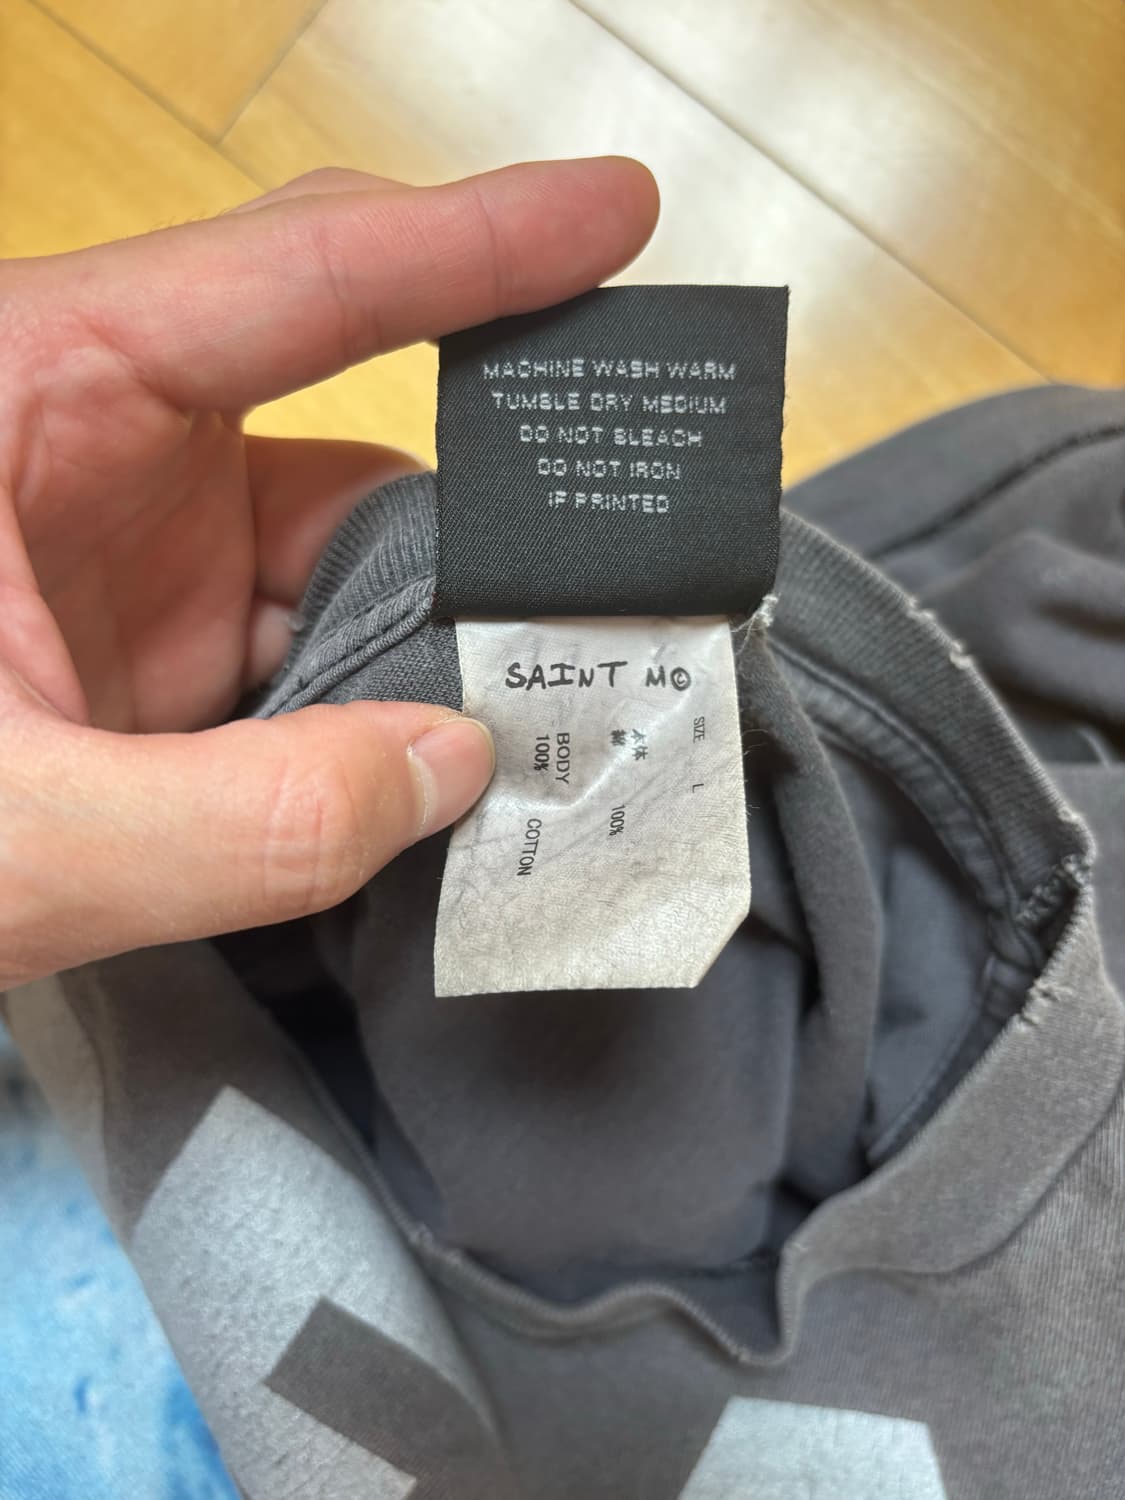 MACHINE WASH WARM
TUMBLE DRY MEDIUM
DO NOT BLEACH
DO NOT IRON
IF PRINTED
SAINT M©
SIZE L
本体
綿 100%
BODY
100% COTTON